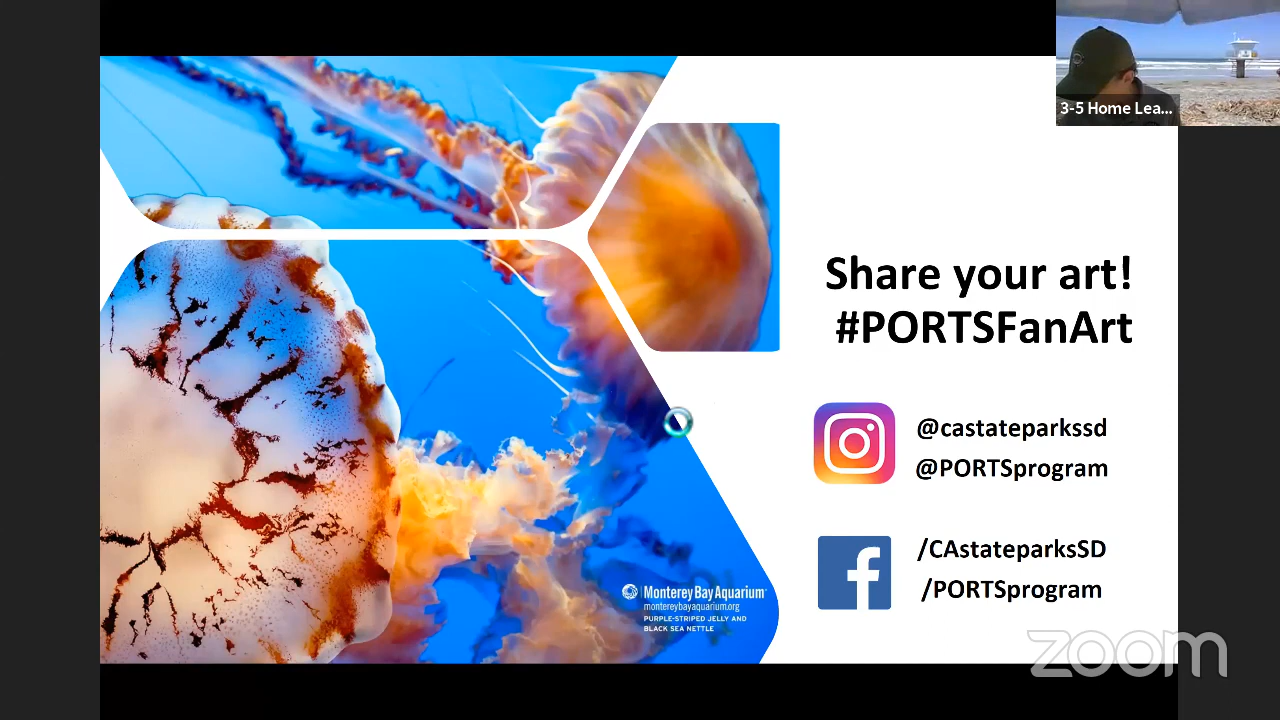 3-5 Home Lea...
Share your art!
#PORTSFanArt
@castateparkssd
@PORTSprogram
/CAstateparksSD
/PORTSprogram
Monterey Bay Aquarium
montereybayaquarium.org
PURPLE-STRIPED JELLY AND
BLACK SEA NETTLE
zoom